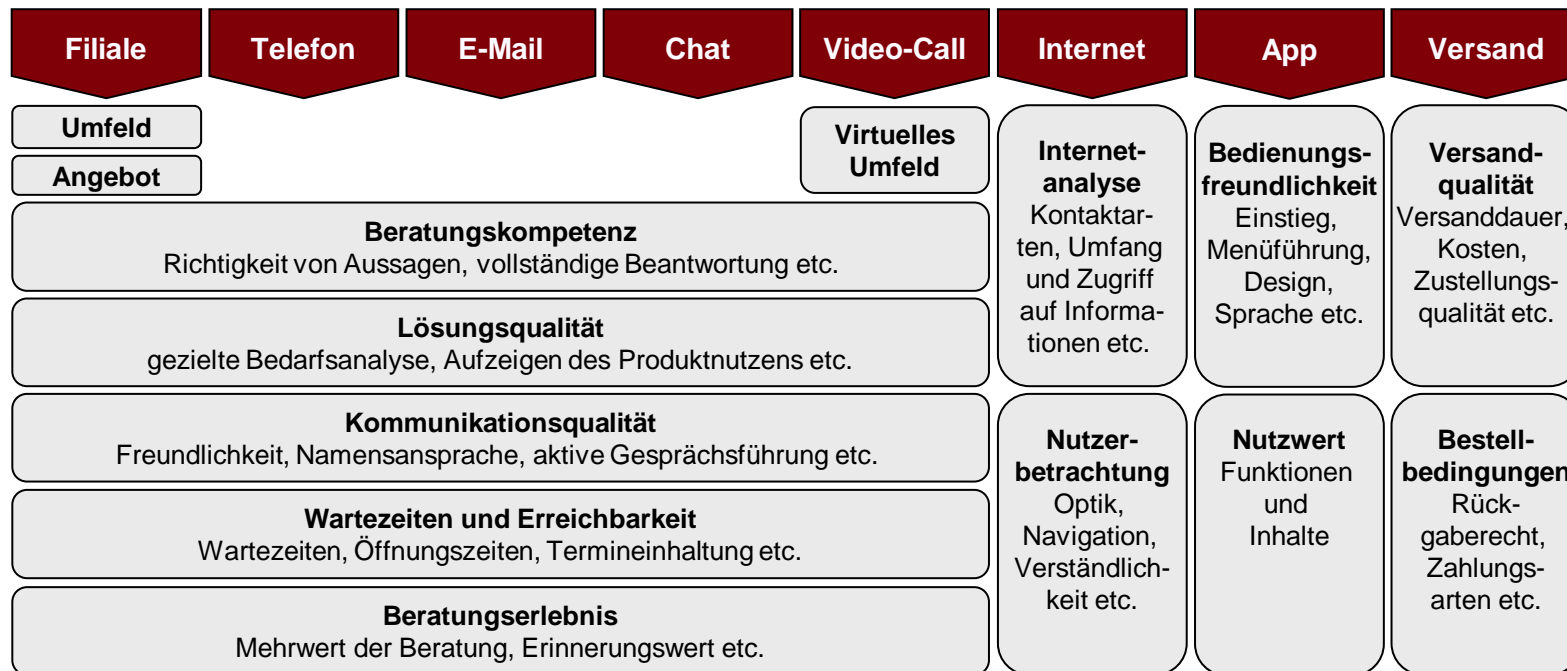 Filiale
Telefon
E-Mail
Chat
Video-Call
Internet
App
Versand
Umfeld
Angebot
Virtuelles
Umfeld
Beratungskompetenz
Richtigkeit von Aussagen, vollständige Beantwortung etc.
Lösungsqualität
gezielte Bedarfsanalyse, Aufzeigen des Produktnutzens etc.
Kommunikationsqualität
Freundlichkeit, Namensansprache, aktive Gesprächsführung etc.
Wartezeiten und Erreichbarkeit
Wartezeiten, Öffnungszeiten, Termineinhaltung etc.
Beratungserlebnis
Mehrwert der Beratung, Erinnerungswert etc.
Internet-
analyse
Kontaktar-
ten, Umfang
und Zugriff
auf Informa-
tionen etc.
Nutzer-
betrachtung
Optik,
Navigation,
Verständlich-
keit etc.
Bedienungs-
freundlichkeit
Einstieg,
Menüführung,
Design,
Sprache etc.
Nutzwert
Funktionen
und
Inhalte
Versand-
qualität
Versanddauer,
Kosten,
Zustellungs-
qualität etc.
Bestell-
bedingungen
Rück-
gaberecht,
Zahlungs-
arten etc.